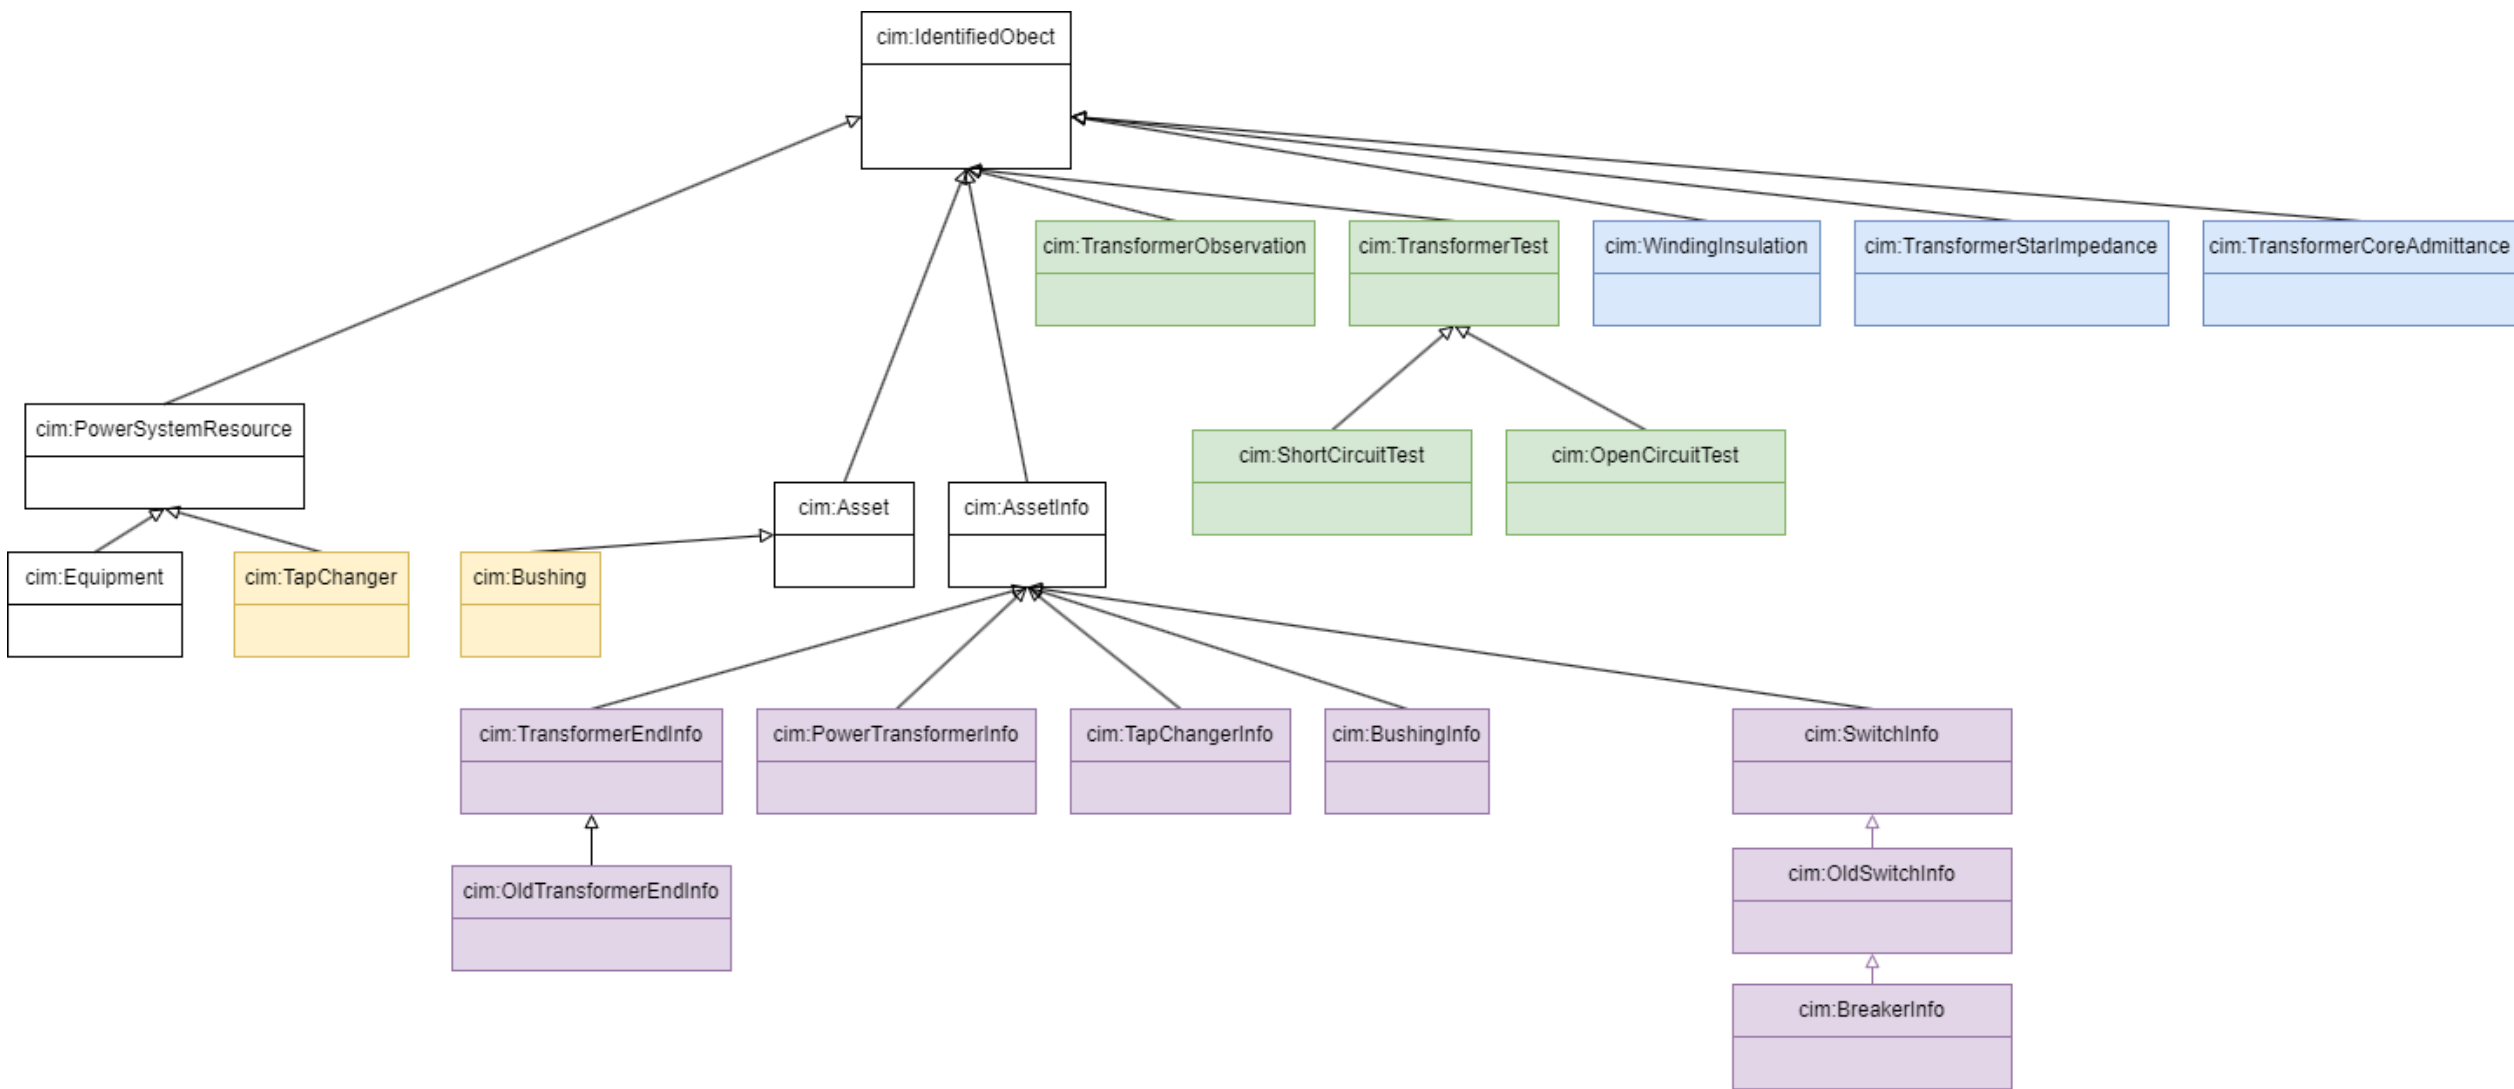 cim:IdentifiedObect
cim:TransformerObservation
cim:TransformerTest
cim:WindingInsulation
cim:TransformerStarImpedance
cim:TransformerCoreAdmittance
cim:PowerSystemResource
cim:ShortCircuitTest
cim:OpenCircuitTest
cim:Asset
cim:AssetInfo
cim:Equipment
cim:TapChanger
cim:Bushing
cim:TransformerEndInfo
cim:PowerTransformerInfo
cim:TapChangerInfo
cim:BushingInfo
cim:SwitchInfo
cim:OldTransformerEndInfo
cim:OldSwitchInfo
cim:BreakerInfo